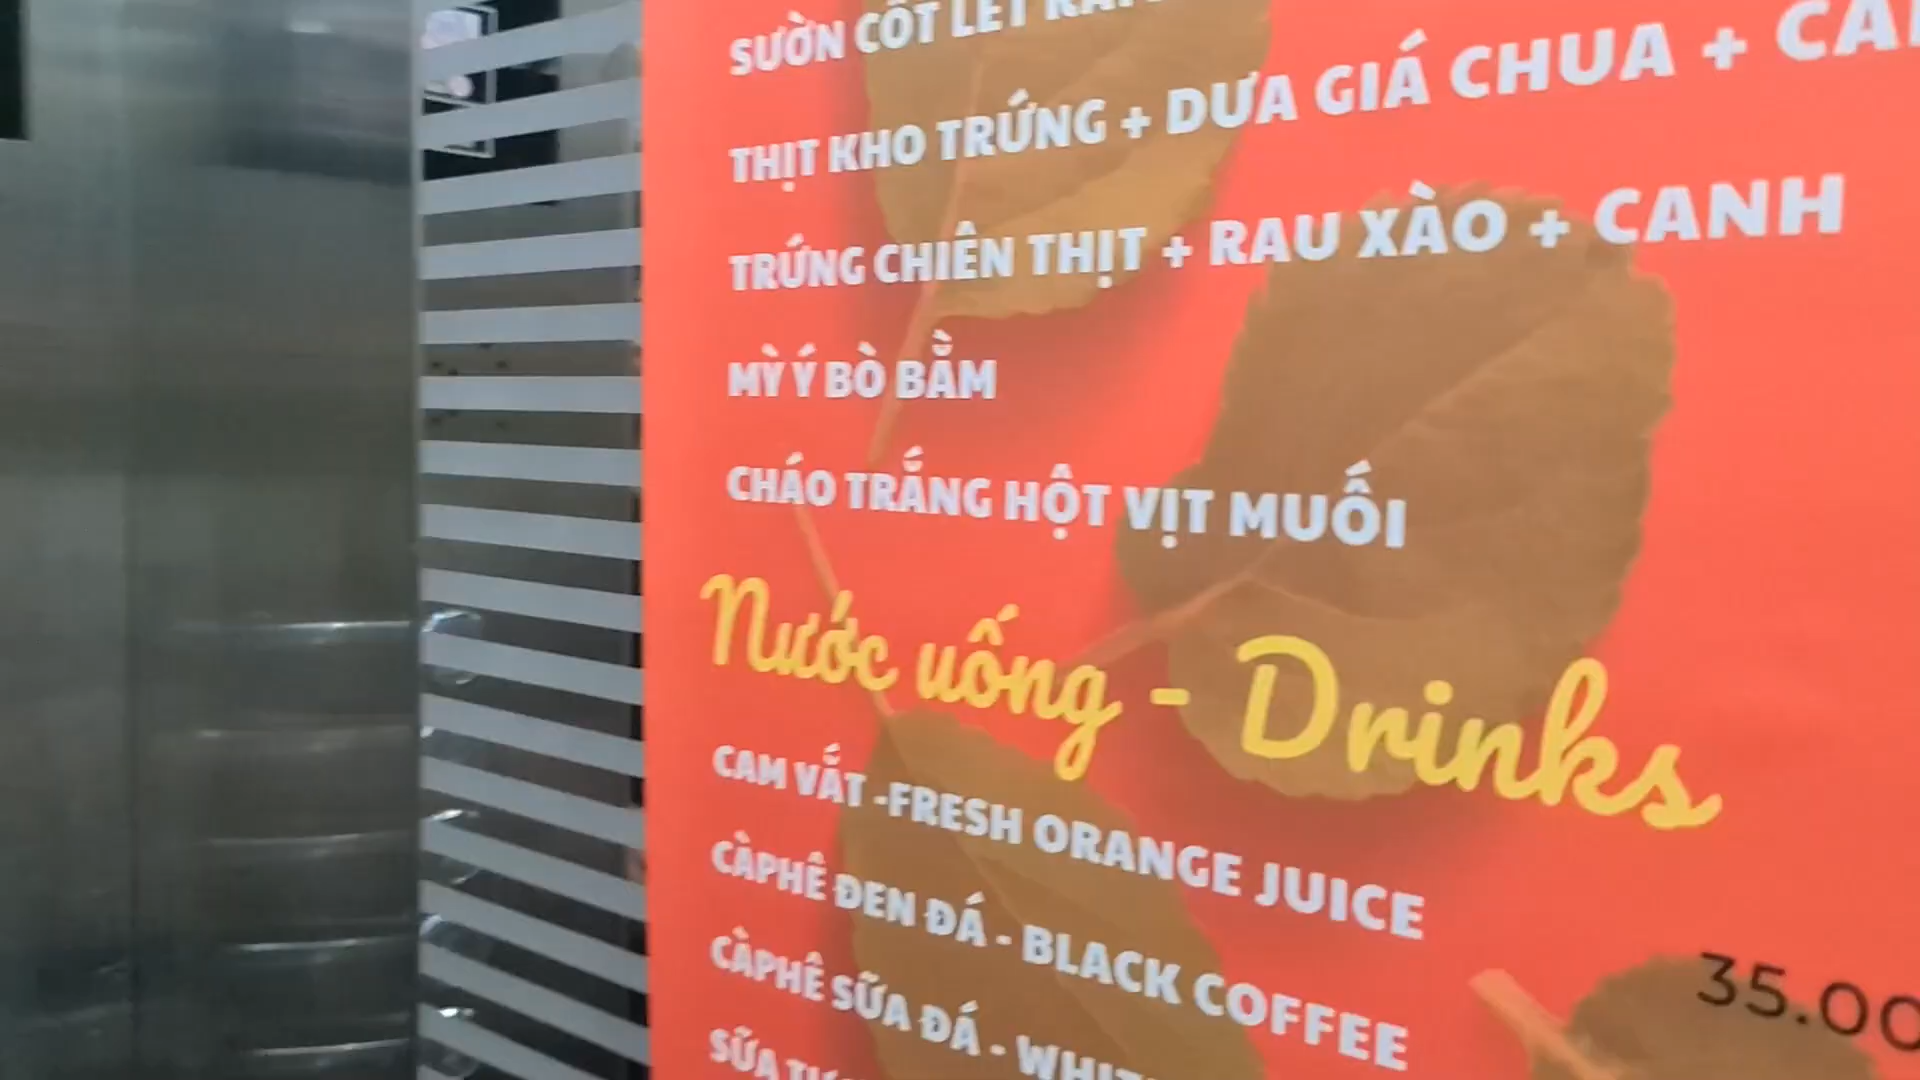 SƯỜN CỐT LẾT
THỊT KHO TRỨNG + DƯA GIÁ CHUA +
TRỨNG CHIÊN THỊT + RAU XÀO + CANH
MỲ Ý BÒ BẰM
CHÁO TRẮNG HỘT VỊT MUỐI
Nước uống - Drinks
CAM VẮT -FRESH ORANGE JUICE
CÀPHÊ ĐEN ĐÁ - BLACK COFFEE
35.00
CÀPHÊ SỮA ĐÁ -
SỮA